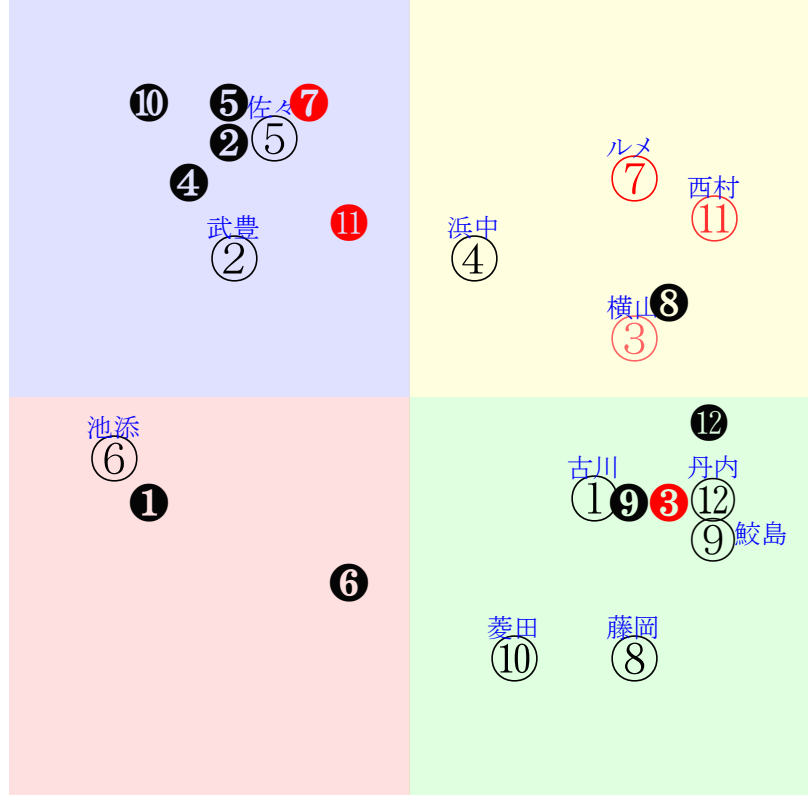 ❿ ❺ 佐々 ❼
❷ ⑤
ルメ
⑦
❹
西村
⑪
武豊
⓫
浜中
② ④
横山 ❽
③
⓬
池添
⑥
古川 丹内
❶ ① ❾ ❸ ⑫
⑨ 鮫島
❻
菱田 藤岡
⑩ ⑧